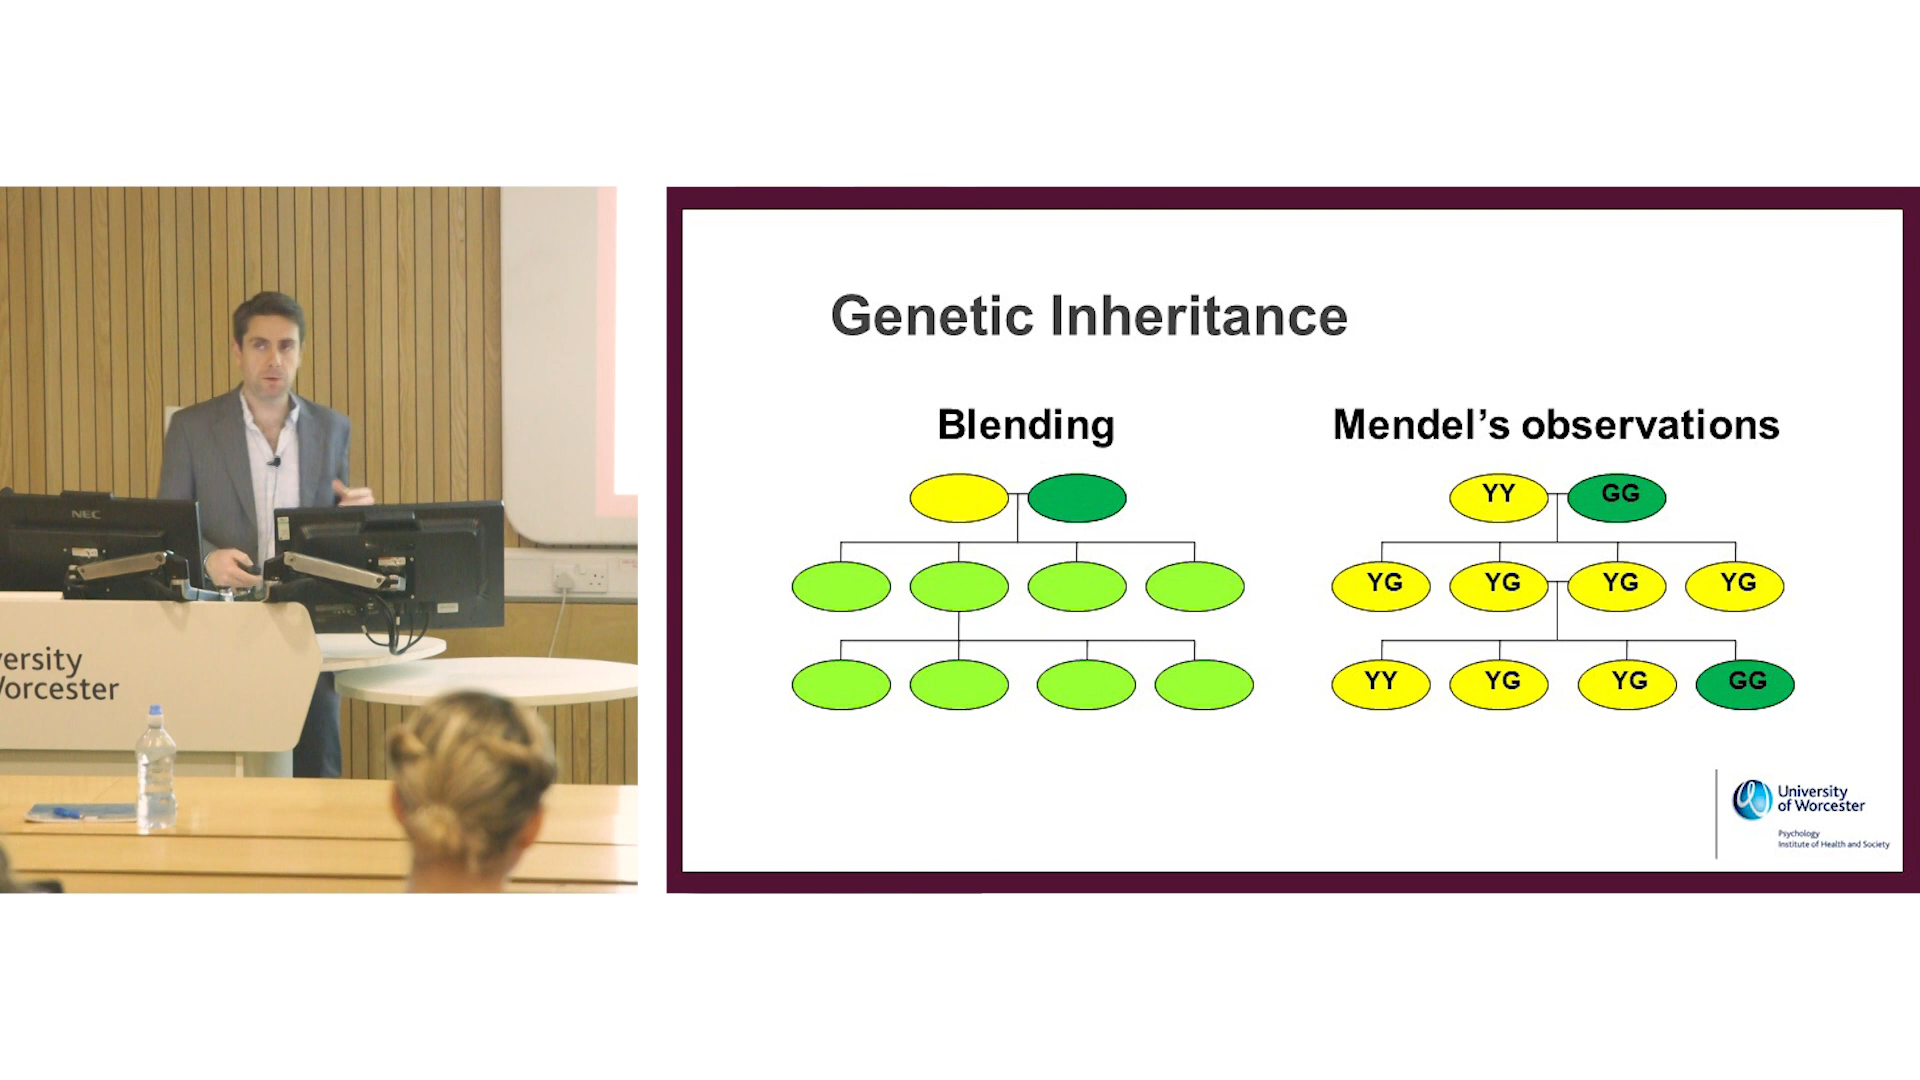 NEC
ersity
orcester
Genetic Inheritance
Blending
Mendel’s observations
YY GG
YG YG YG YG
YY YG YG GG
University
of Worcester
Psychology
Institute of Health and Society